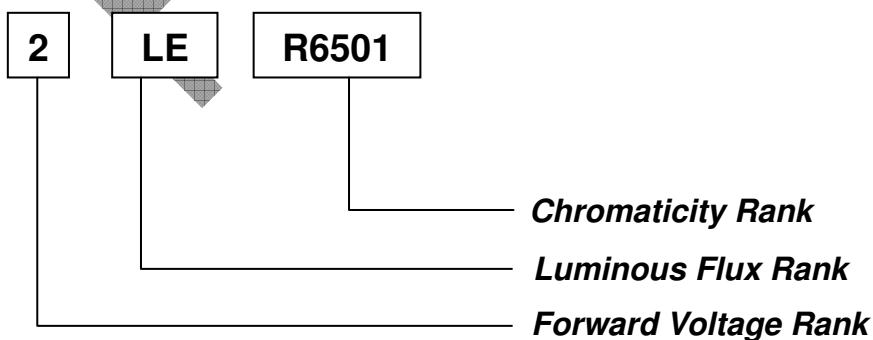 2 LE R6501
Chromaticity Rank
Luminous Flux Rank
Forward Voltage Rank